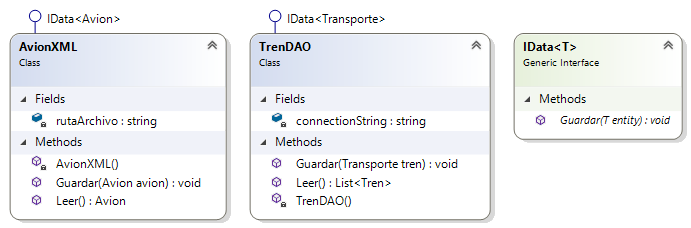 IData<Avion>
AvionXML
Class
Fields
rutaArchivo : string
Methods
AvionXML()
Guardar(Avion avion) : void
Leer() : Avion
IData<Transporte>
TrenDAO
Class
Fields
connectionString : string
Methods
Guardar(Transporte tren) : void
Leer() : List<Tren>
TrenDAO()
IData<T>
Generic Interface
Methods
Guardar(T entity) : void